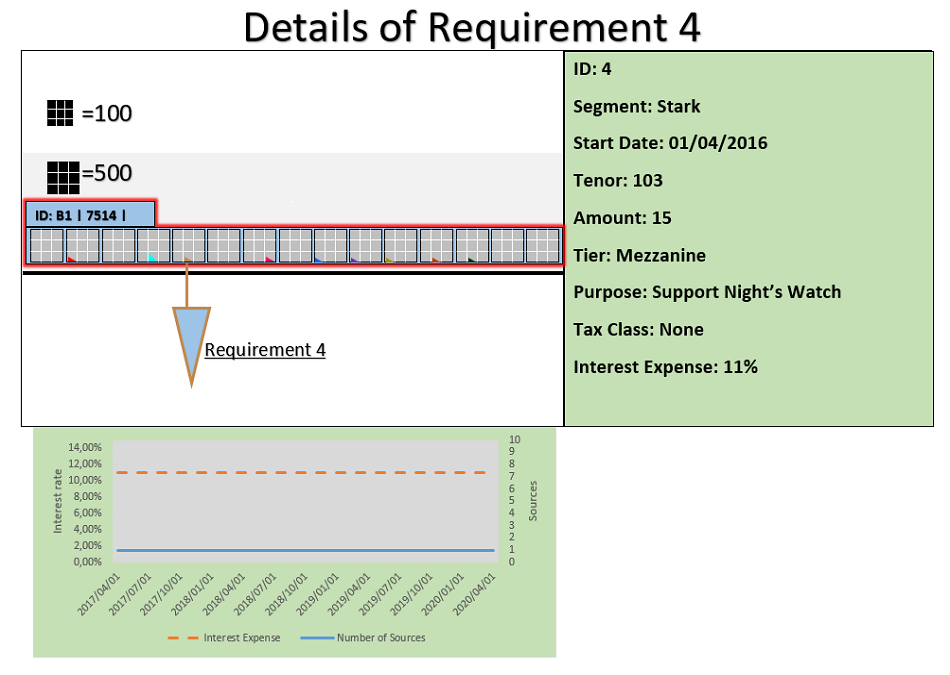 Details of Requirement 4
=100
=500
ID: B1 | 7514 |
Requirement 4
ID: 4
Segment: Stark
Start Date: 01/04/2016
Tenor: 103
Amount: 15
Tier: Mezzanine
Purpose: Support Night’s Watch
Tax Class: None
Interest Expense: 11%
Interest rate
14,00%
12,00%
10,00%
8,00%
6,00%
4,00%
2,00%
0,00%
10
9
8
7
6
5
4
3
2
1
0
Sources
2017/04/01
2017/07/01
2017/10/01
2018/01/01
2018/04/01
2018/07/01
2018/10/01
2019/01/01
2019/04/01
2019/07/01
2019/10/01
2020/01/01
2020/04/01
Interest Expense
Number of Sources